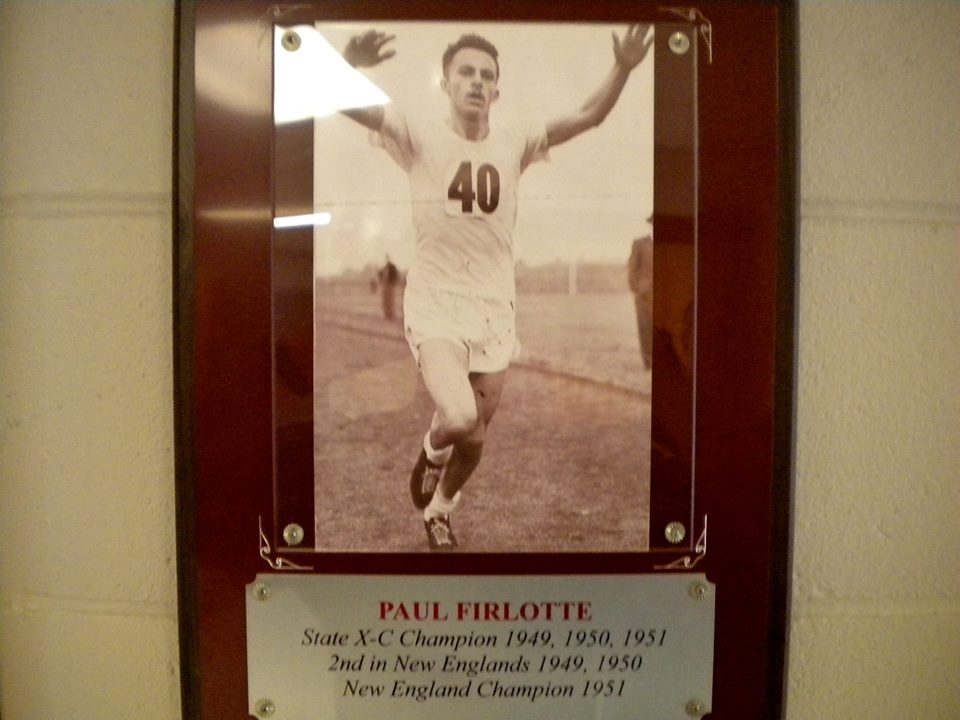 40
PAUL FIRLOTTE
State X-C Champion 1949, 1950, 1951
2nd in New Englands 1949, 1950
New England Champion 1951